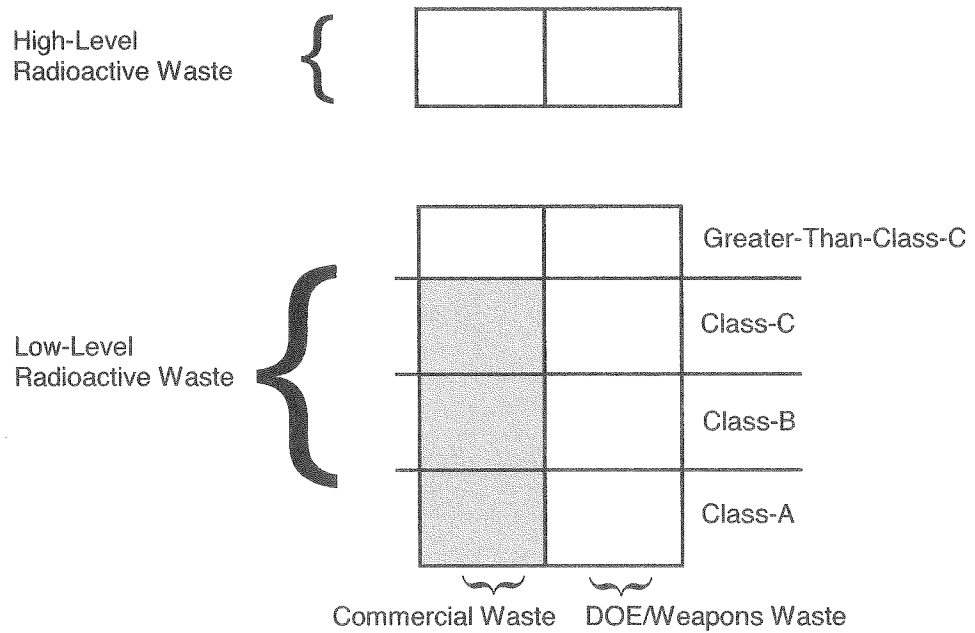 High-Level
Radioactive Waste
Greater-Than-Class-C
Class-C
Low-Level
Radioactive Waste
Class-B
Class-A
Commercial Waste
DOE/Weapons Waste